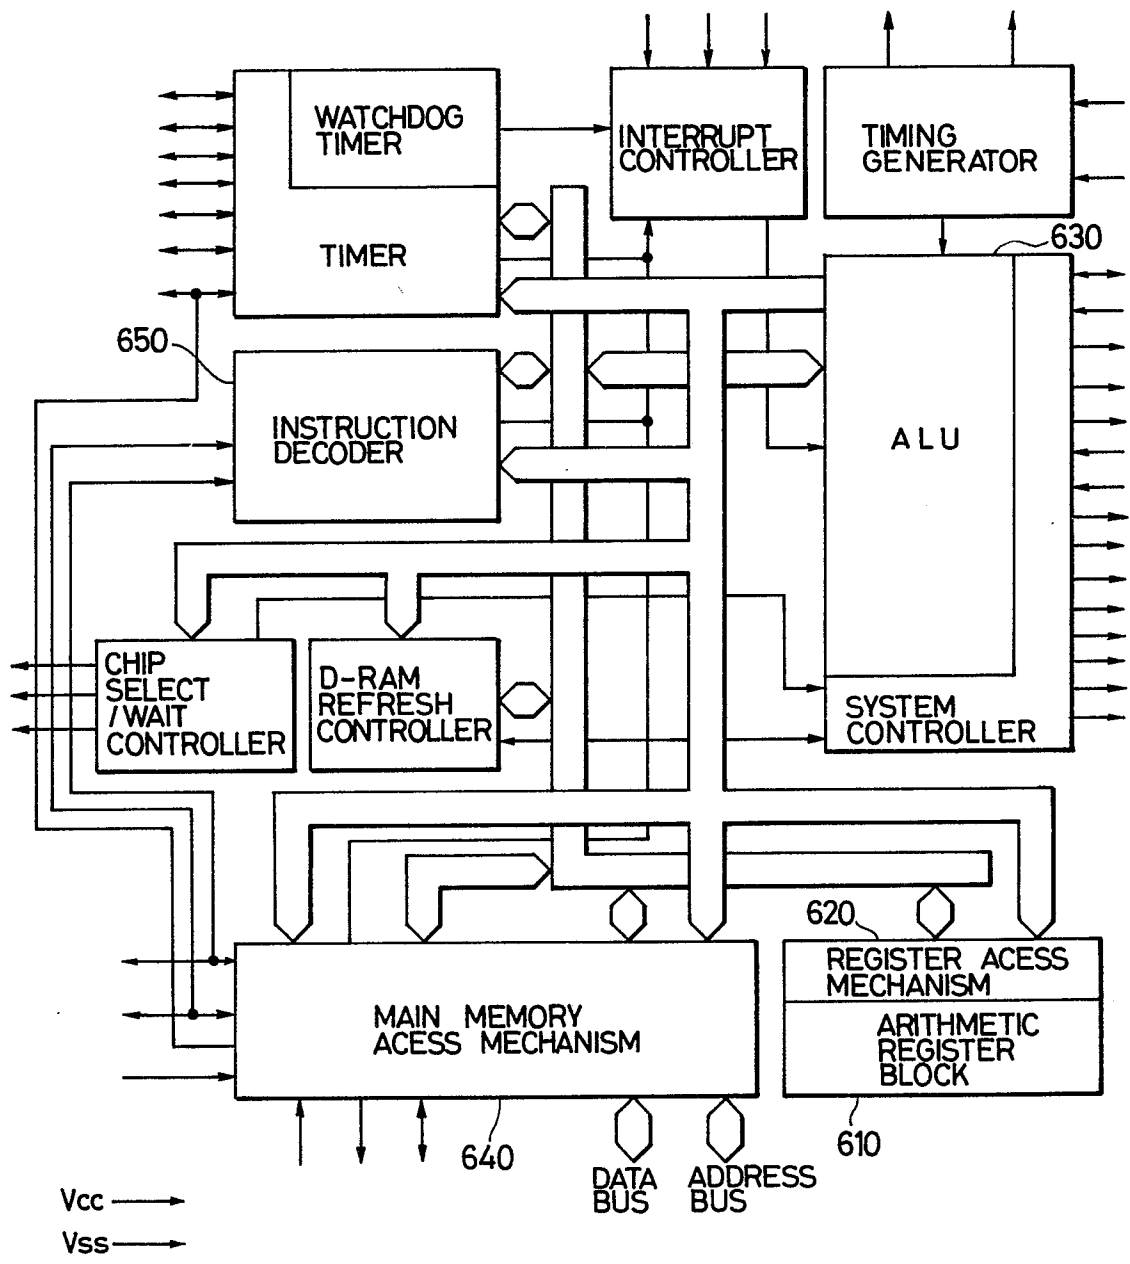 WATCHDOG
TIMER
INTERRUPT
CONTROLLER
TIMING
GENERATOR
TIMER
630
650
INSTRUCTION
DECODER
ALU
CHIP
SELECT
/WAIT
CONTROLLER
D-RAM
REFRESH
CONTROLLER
SYSTEM
CONTROLLER
620
REGISTER ACESS
MECHANISM
MAIN MEMORY
ACESS MECHANISM
ARITHMETIC
REGISTER
BLOCK
640
610
DATA
BUS
ADDRESS
BUS
Vcc
Vss